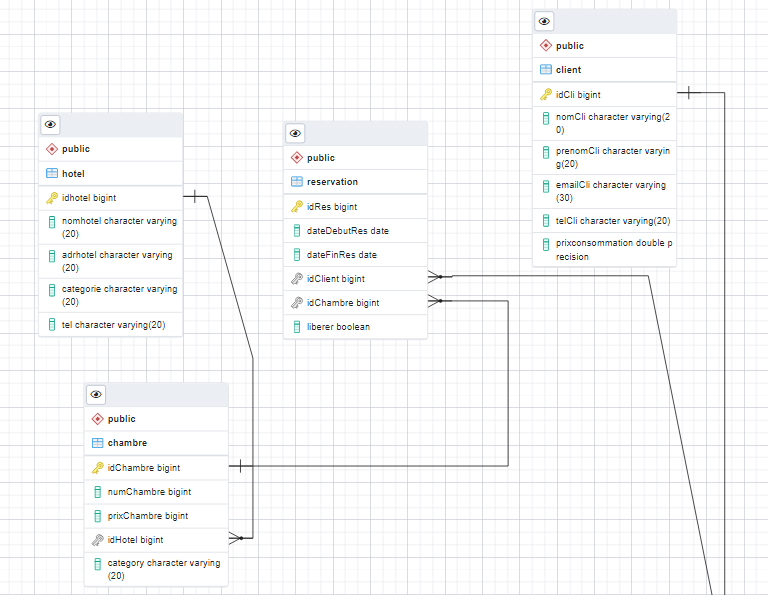 public
client
idCli bigint
nomCli character varying(2
0)
prenomCli character varyin
g(20)
emailCli character varying
(30)
telCli character varying(20)
prixconsommation double p
recision
public
hotel
idhotel bigint
nomhotel character varying
(20)
adrhotel character varying
(20)
categorie character varying
(20)
tel character varying(20)
public
reservation
idRes bigint
dateDebutRes date
dateFinRes date
idClient bigint
idChambre bigint
liberer boolean
public
chambre
idChambre bigint
numChambre bigint
prixChambre bigint
idHotel bigint
category character varying
(20)